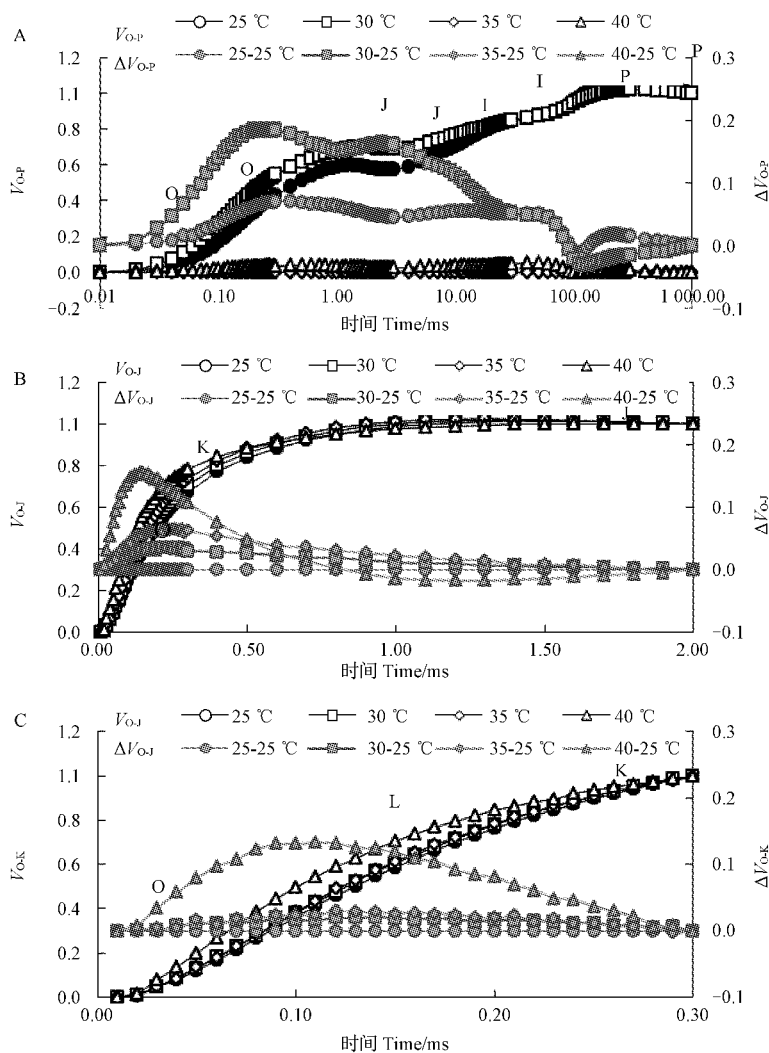 A V_O-P 25 ℃ 30 ℃ 35 ℃ 40 ℃
ΔV_O-P 25-25 ℃ 30-25 ℃ 35-25 ℃ 40-25 ℃
1.2 0.3
1.1 0.2
0.8
0.6 0.1
0.4
0.2 0.0
0.0
−0.2 −0.1
V_O-P
ΔV_O-P
O O J J I I P P
0.01 0.10 1.00 10.00 100.00 1 000.00
时间 Time/ms
B V_O-J 25 ℃ 30 ℃ 35 ℃ 40 ℃
ΔV_O-J 25-25 ℃ 30-25 ℃ 35-25 ℃ 40-25 ℃
1.2 0.3
1.1 0.2
0.8
0.6 0.1
0.4 0.0
0.2
0.0 −0.1
V_O-J
ΔV_O-J
K J
0.00 0.50 1.00 1.50 2.00
时间 Time/ms
C V_O-J 25 ℃ 30 ℃ 35 ℃ 40 ℃
ΔV_O-J 25-25 ℃ 30-25 ℃ 35-25 ℃ 40-25 ℃
1.2 0.3
1.1 0.2
0.8
0.6 0.1
0.4 0.0
0.2
0.0 −0.1
V_O-K
ΔV_O-K
O L K
0.00 0.10 0.20 0.30
时间 Time/ms